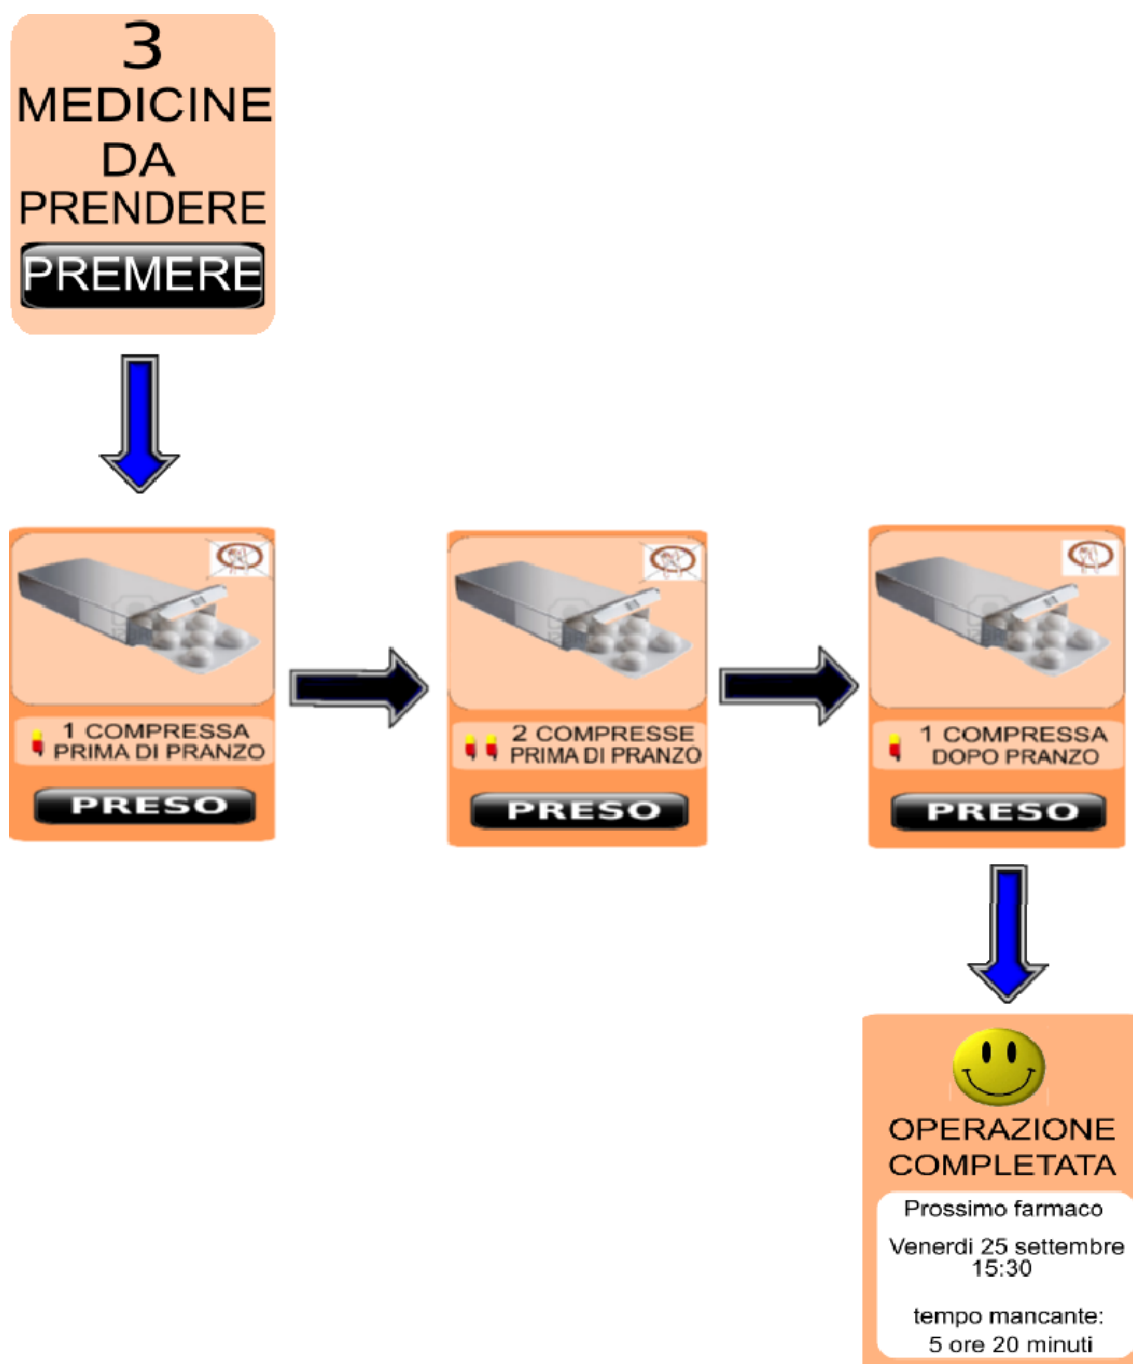 3
MEDICINE
DA
PRENDERE
PREMERE
1 COMPRESSA
PRIMA DI PRANZO
PRESO
2 COMPRESSE
PRIMA DI PRANZO
PRESO
1 COMPRESSA
DOPO PRANZO
PRESO
OPERAZIONE
COMPLETATA
Prossimo farmaco
Venerdi 25 settembre
15:30
tempo mancante:
5 ore 20 minuti